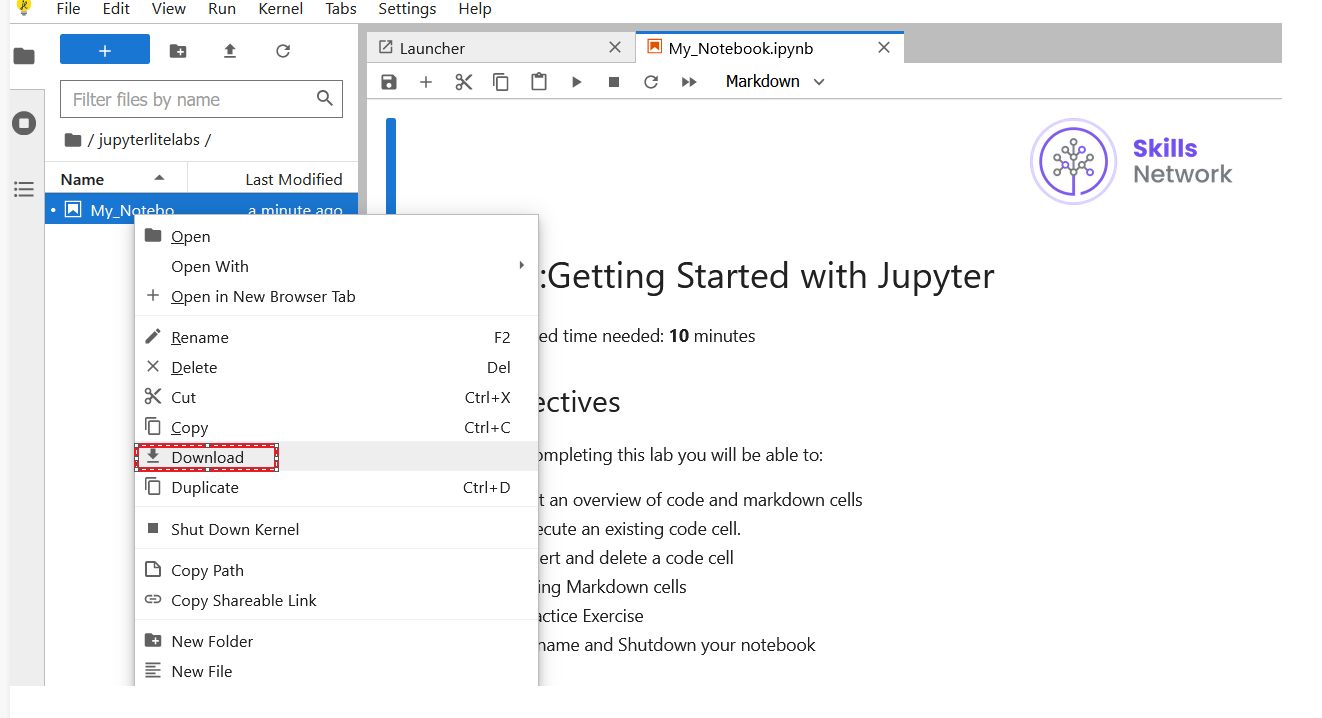 File Edit View Run Kernel Tabs Settings Help
Launcher
My_Notebook.ipynb
Markdown
Filter files by name
/ jupyterlitelabs /
Name Last Modified
My_Notebo a minute ago
Skills
Network
Open
Open With
Open in New Browser Tab
Rename F2
Delete Del
Cut Ctrl+X
Copy Ctrl+C
Download
Duplicate Ctrl+D
Shut Down Kernel
Copy Path
Copy Shareable Link
New Folder
New File
:Getting Started with Jupyter
ed time needed: 10 minutes
ectives
ompleting this lab you will be able to:
t an overview of code and markdown cells
ecute an existing code cell.
ert and delete a code cell
ing Markdown cells
actice Exercise
name and Shutdown your notebook